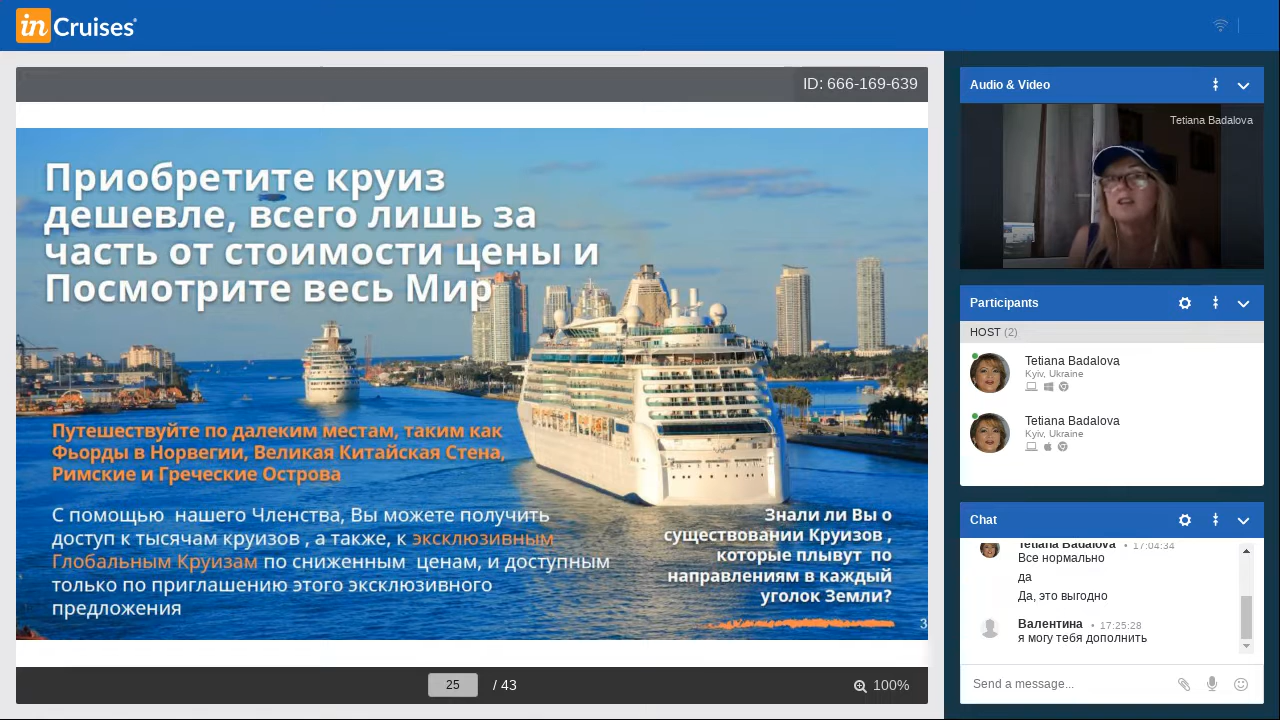 in Cruises®
ID: 666-169-639
Приобретите круиз
дешевле, всего лишь за
часть от стоимости цены и
Посмотрите весь Мир
Путешествуйте по далеким местам, таким как
Фьорды в Норвегии, Великая Китайская Стена,
Римские и Греческие Острова
С помощью нашего Членства, Вы можете получить
доступ к тысячам круизов , а также, к эксклюзивным
Глобальным Круизам по сниженным ценам, и доступным
только по приглашению этого эксклюзивного
предложения
Знали ли Вы о
существовании Круизов ,
которые плывут по
направлениям в каждый
уголок Земли?
3
25 / 43
100%
Audio & Video
Tetiana Badalova
Participants
HOST (2)
Tetiana Badalova
Kyiv, Ukraine
Tetiana Badalova
Kyiv, Ukraine
Chat
Tetiana Badalova • 17:04:34
Все нормально
да
Да, это выгодно
Валентина • 17:25:28
я могу тебя дополнить
Send a message...